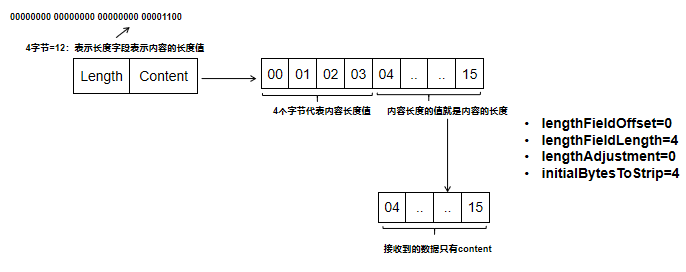 00000000 00000000 00000000 00001100
4字节=12：表示长度字段表示内容的长度值
Length Content
00 01 02 03 04 .. .. 15
4个字节代表内容长度值
内容长度的值就是内容的长度
• lengthFieldOffset=0
• lengthFieldLength=4
• lengthAdjustment=0
• initialBytesToStrip=4
04 .. .. 15
接收到的数据只有content